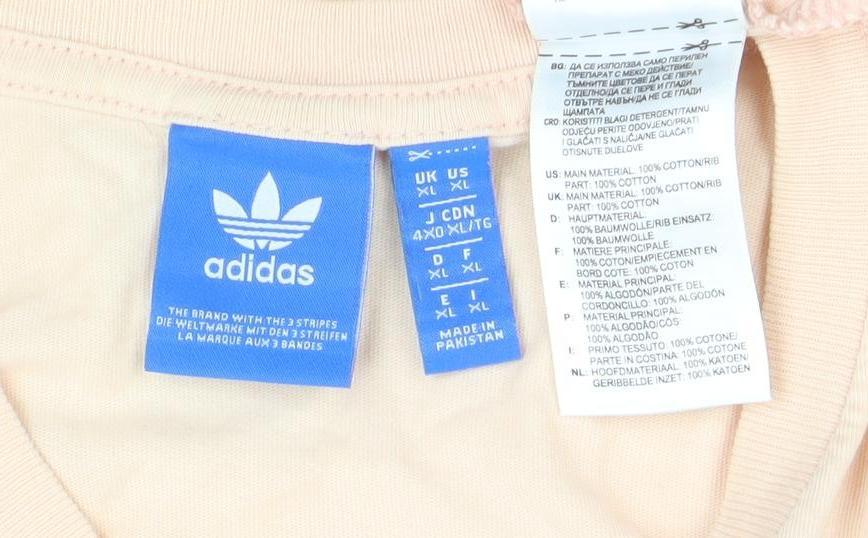 adidas
THE BRAND WITH THE 3 STRIPES
DIE WELTMARKE MIT DEN 3 STREIFEN
LA MARQUE AUX 3 BANDES
UK US
XL XL
J CDN
4XO XL/TG
D F
XL XL
E I
XL XL
MADE IN
PAKISTAN
BG: ДА СЕ ИЗПОЛЗВА САМО ПЕРИЛЕН
ПРЕПАРАТ С МЕКО ДЕЙСТВИЕ/
ТЪМНИТЕ ЦВЕТОВЕ ДА СЕ ПЕРАТ
ОТДЕЛНО/ДА СЕ ПЕРЕ И ГЛАДИ
ОТВЪТРЕ НАВЪН/ДА НЕ СЕ ГЛАДИ
ЩАМПАТА
CRO: KORISTITI BLAGI DETERGENT/TAMNU
ODJEĆU PERITE ODOVJENO/PRATI
I GLAČATI S NALIČJA/NE GLAČATI
OTISNUTE DIJELOVE
US: MAIN MATERIAL: 100% COTTON/RIB
PART: 100% COTTON
UK: MAIN MATERIAL: 100% COTTON/RIB
PART: 100% COTTON
D: HAUPTMATERIAL:
100% BAUMWOLLE/RIB EINSATZ:
100% BAUMWOLLE
F: MATIERE PRINCIPALE:
100% COTON/EMPIECEMENT EN
BORD COTE: 100% COTON
E: MATERIAL PRINCIPAL:
100% ALGODÓN/PARTE DEL
CORDONCILLO: 100% ALGODÓN
P: MATERIAL PRINCIPAL:
100% ALGODÃO/CÓS:
100% ALGODÃO
I: PRIMO TESSUTO: 100% COTONE/
PARTE IN COSTINA: 100% COTONE
NL: HOOFDMATERIAAL: 100% KATOEN/
GERIBBELDE INZET: 100% KATOEN